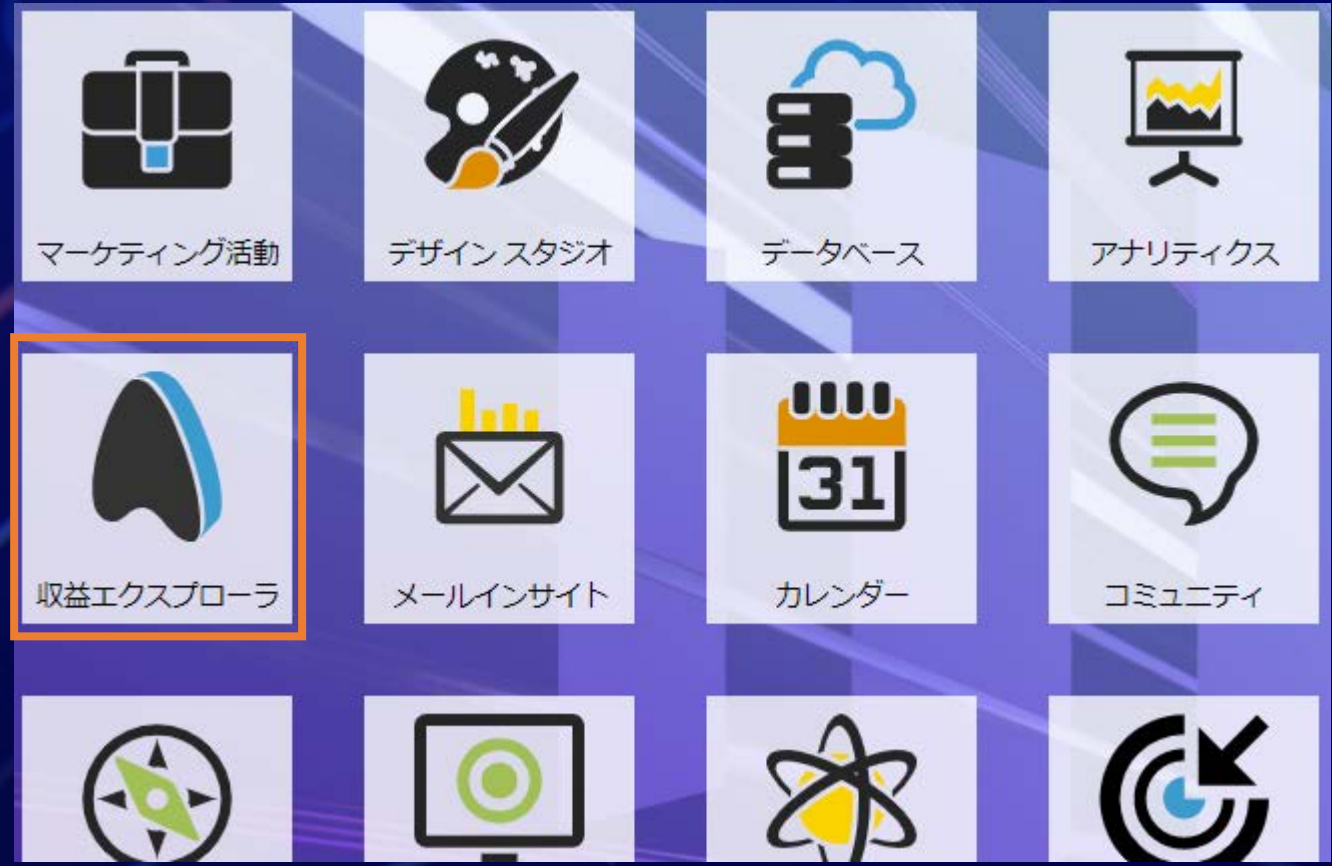 マーケティング活動
デザイン スタジオ
データベース
アナリティクス
収益エクスプローラ
メールインサイト
31
カレンダー
コミュニティ